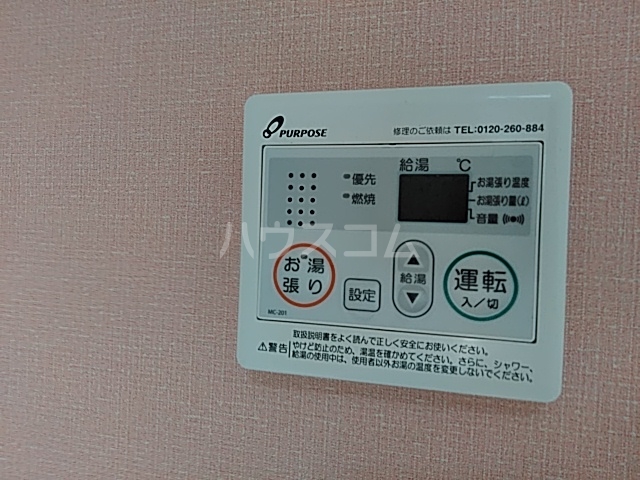 PURPOSE
修理のご依頼は TEL:0120-260-884
給湯 ℃
優先
燃焼
お湯張り温度
お湯張り量(ℓ)
音量
ハウスコム
お湯張り
給湯
設定
運転
入/切
MC-201
警告
取扱説明書をよく読んで正しく安全にお使いください。
やけど防止のため、湯温を確かめてください。さらに、シャワー、
給湯の使用中は、使用者以外お湯の温度を変更しないでください。